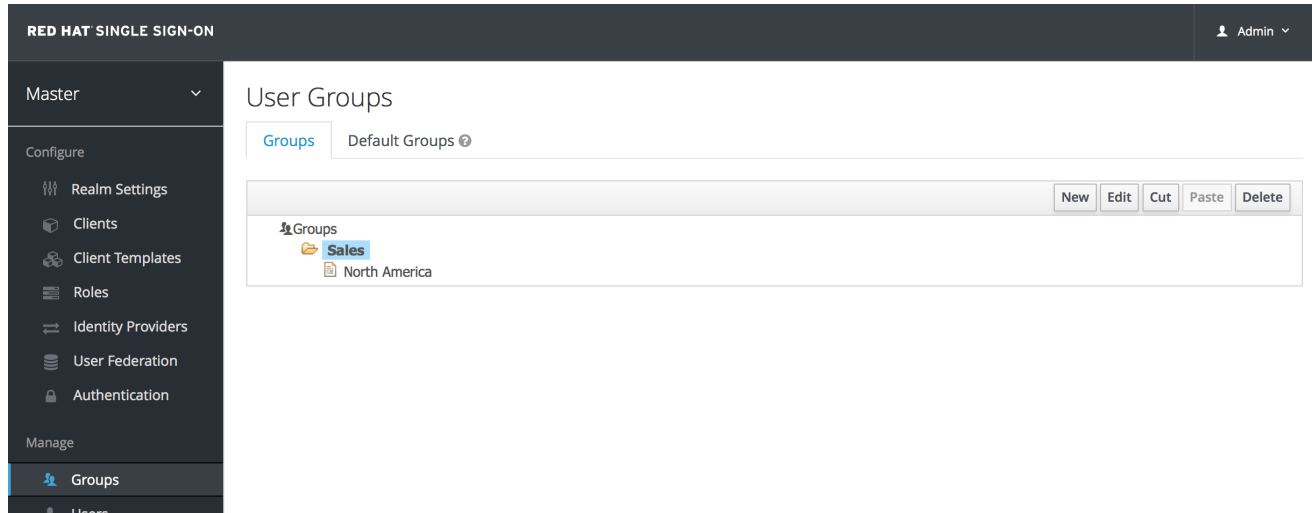 RED HAT SINGLE SIGN-ON
Admin
Master
User Groups
Groups
Default Groups
Configure
Realm Settings
Clients
Client Templates
Roles
Identity Providers
User Federation
Authentication
Manage
Groups
Users
New
Edit
Cut
Paste
Delete
Groups
Sales
North America